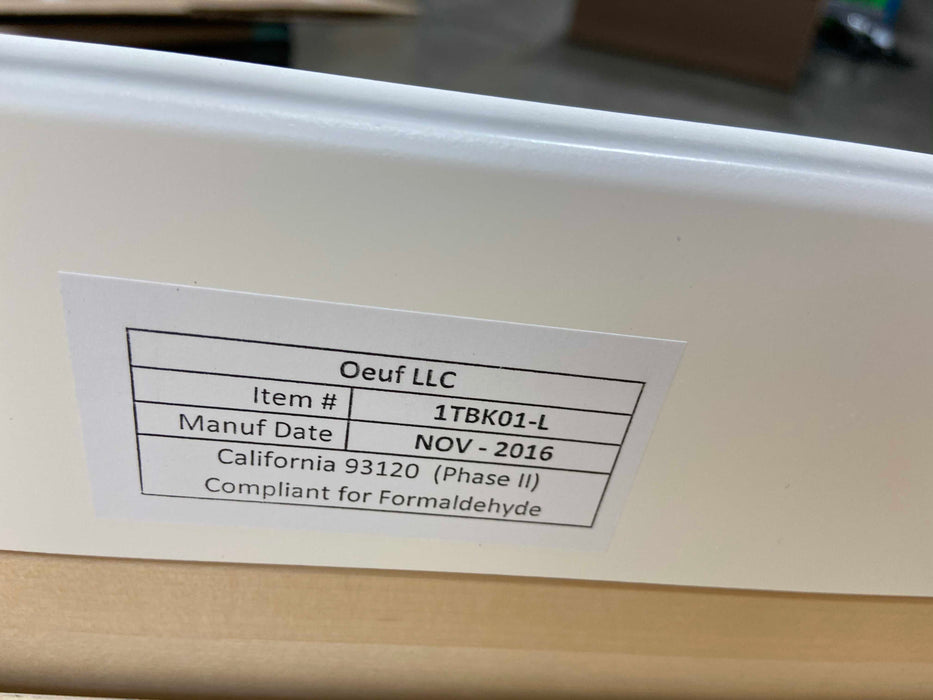 Oeuf LLC
Item # 1TBK01-L
Manuf Date NOV - 2016
California 93120 (Phase II)
Compliant for Formaldehyde